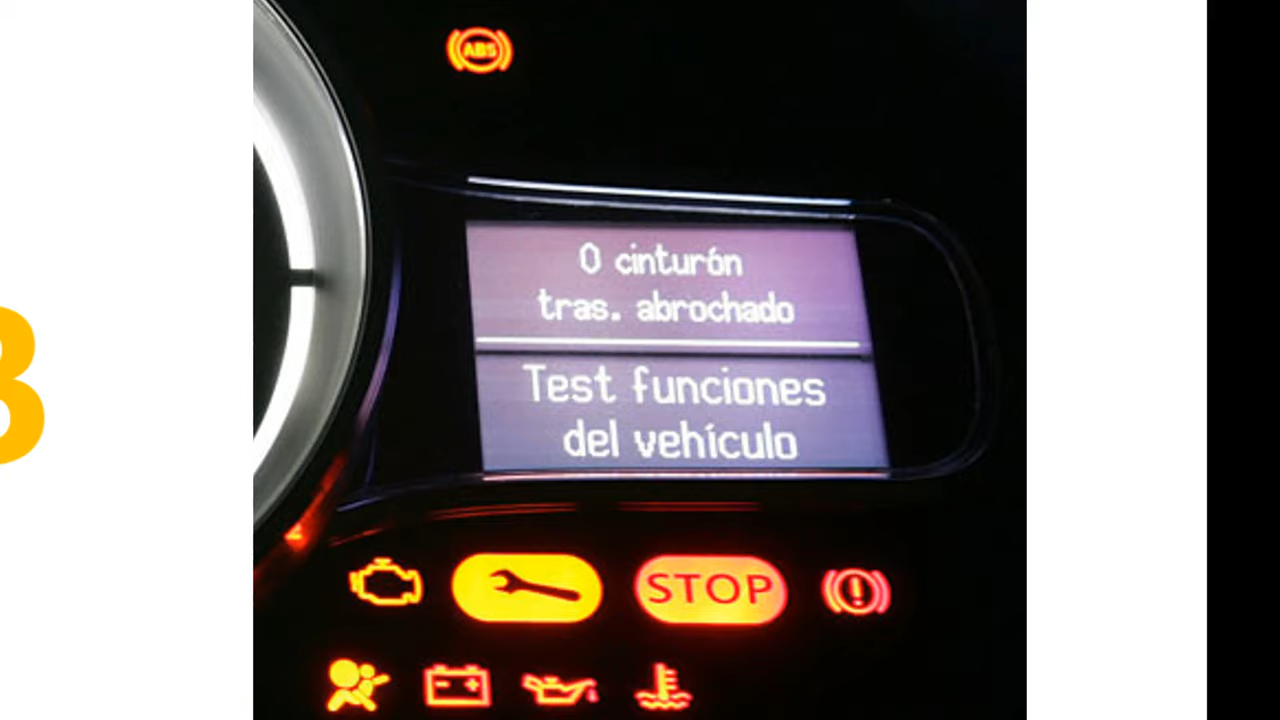 ABS
0 cinturón
tras. abrochado
Test funciones
del vehículo
STOP